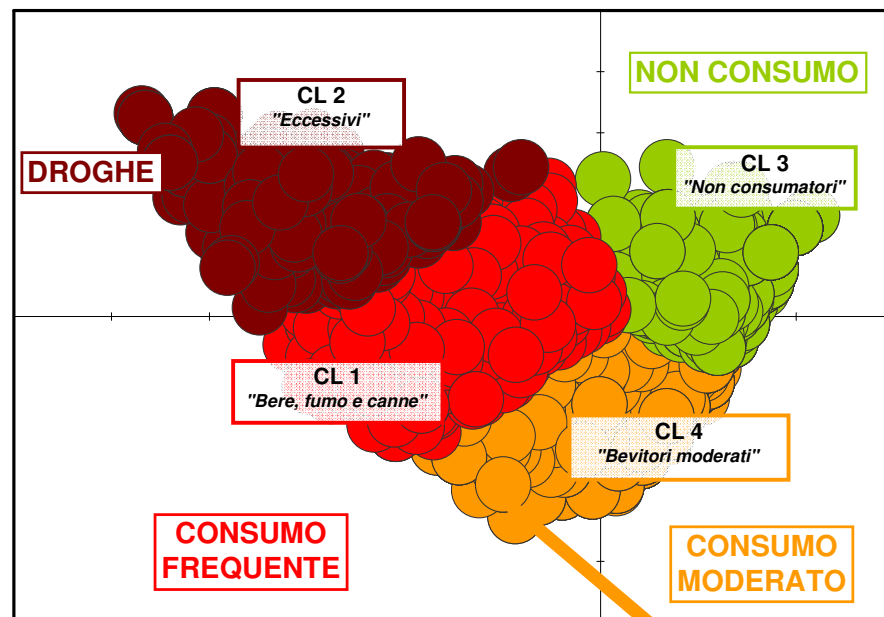 NON CONSUMO
CL 2
"Eccessivi"
DROGHE
CL 3
"Non consumatori"
CL 1
"Bere, fumo e canne"
CL 4
"Bevitori moderati"
CONSUMO
FREQUENTE
CONSUMO
MODERATO